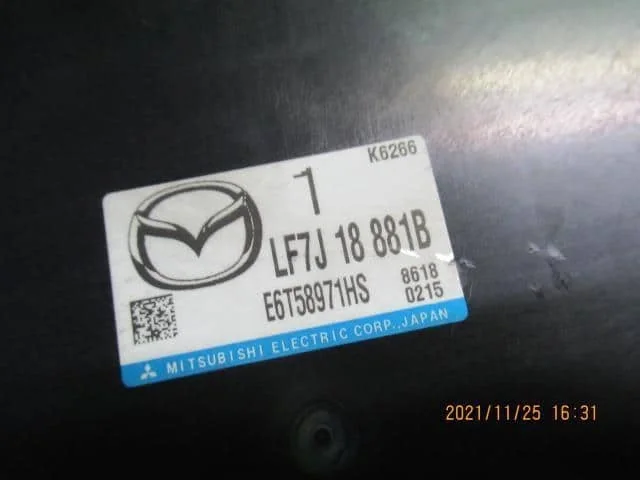 K6266
1
LF7J 18 881B
E6T58971HS
8618
0215
MITSUBISHI ELECTRIC CORP., JAPAN
2021/11/25 16:31